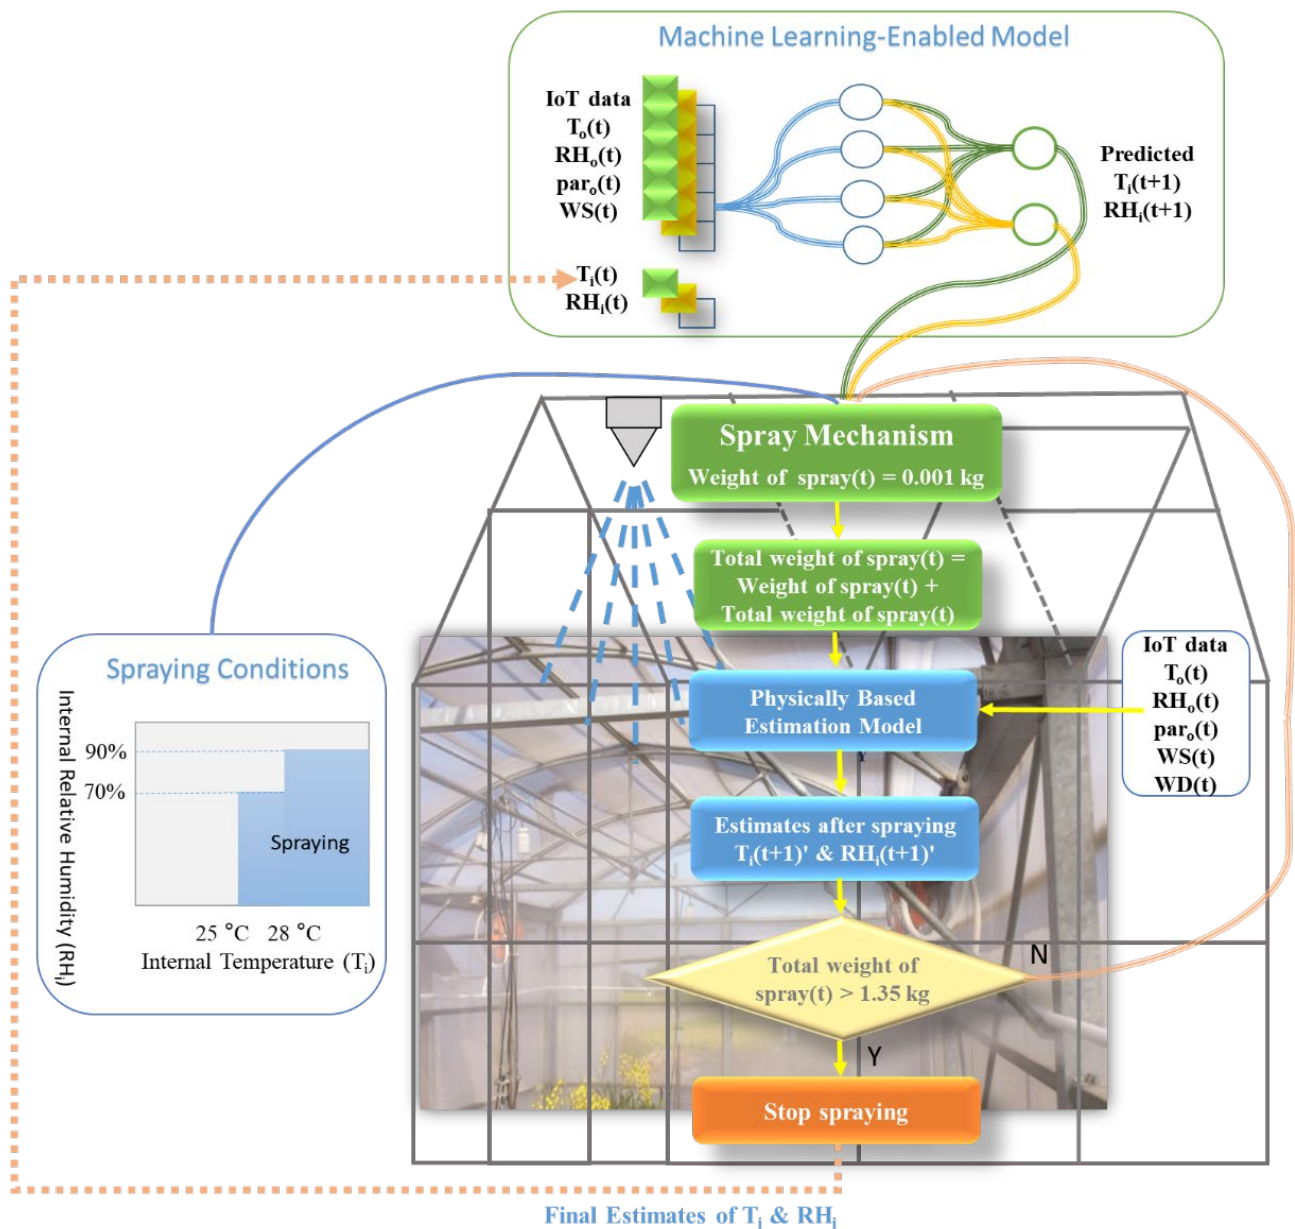 Machine Learning-Enabled Model
IoT data
Tₒ(t)
RHₒ(t)
parₒ(t)
WS(t)
Tᵢ(t)
RHᵢ(t)
Predicted
Tᵢ(t+1)
RHᵢ(t+1)
Spray Mechanism
Weight of spray(t) = 0.001 kg
Total weight of spray(t) =
Weight of spray(t) +
Total weight of spray(t)
Physically Based
Estimation Model
IoT data
Tₒ(t)
RHₒ(t)
parₒ(t)
WS(t)
WD(t)
Estimates after spraying
Tᵢ(t+1)' & RHᵢ(t+1)'
Total weight of
spray(t) > 1.35 kg
N
Y
Stop spraying
Spraying Conditions
Internal Relative Humidity (RHᵢ)
90%
70%
Spraying
25 °C 28 °C
Internal Temperature (Tᵢ)
Final Estimates of Tᵢ & RHᵢ